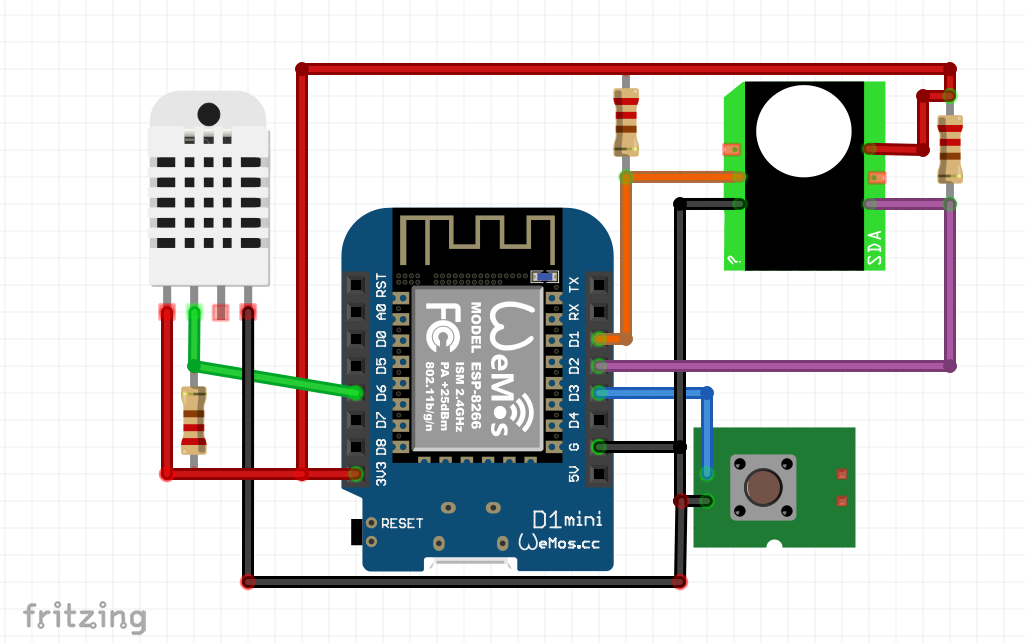 ?
SDA
RST
A0
D0
D5
D6
D7
D8
3V3
TX
RX
D1
D2
D3
D4
G
5V
WeMos
MODEL ESP-8266
ISM 2.4GHz
PA +25dBm
802.11b/g/n
FC
RESET
D1 mini
WeMos.cc
fritzing